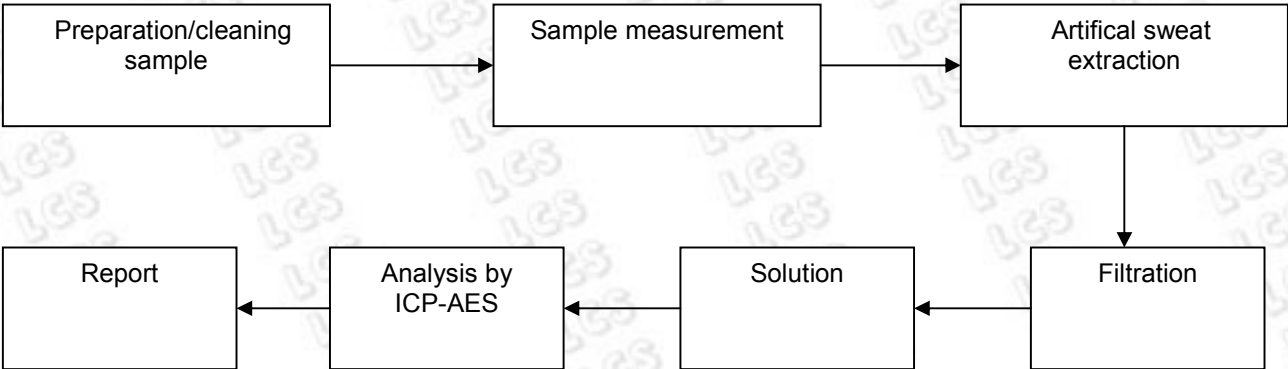 Preparation/cleaning
sample
Sample measurement
Artifical sweat
extraction
Filtration
Solution
Analysis by
ICP-AES
Report
LCS